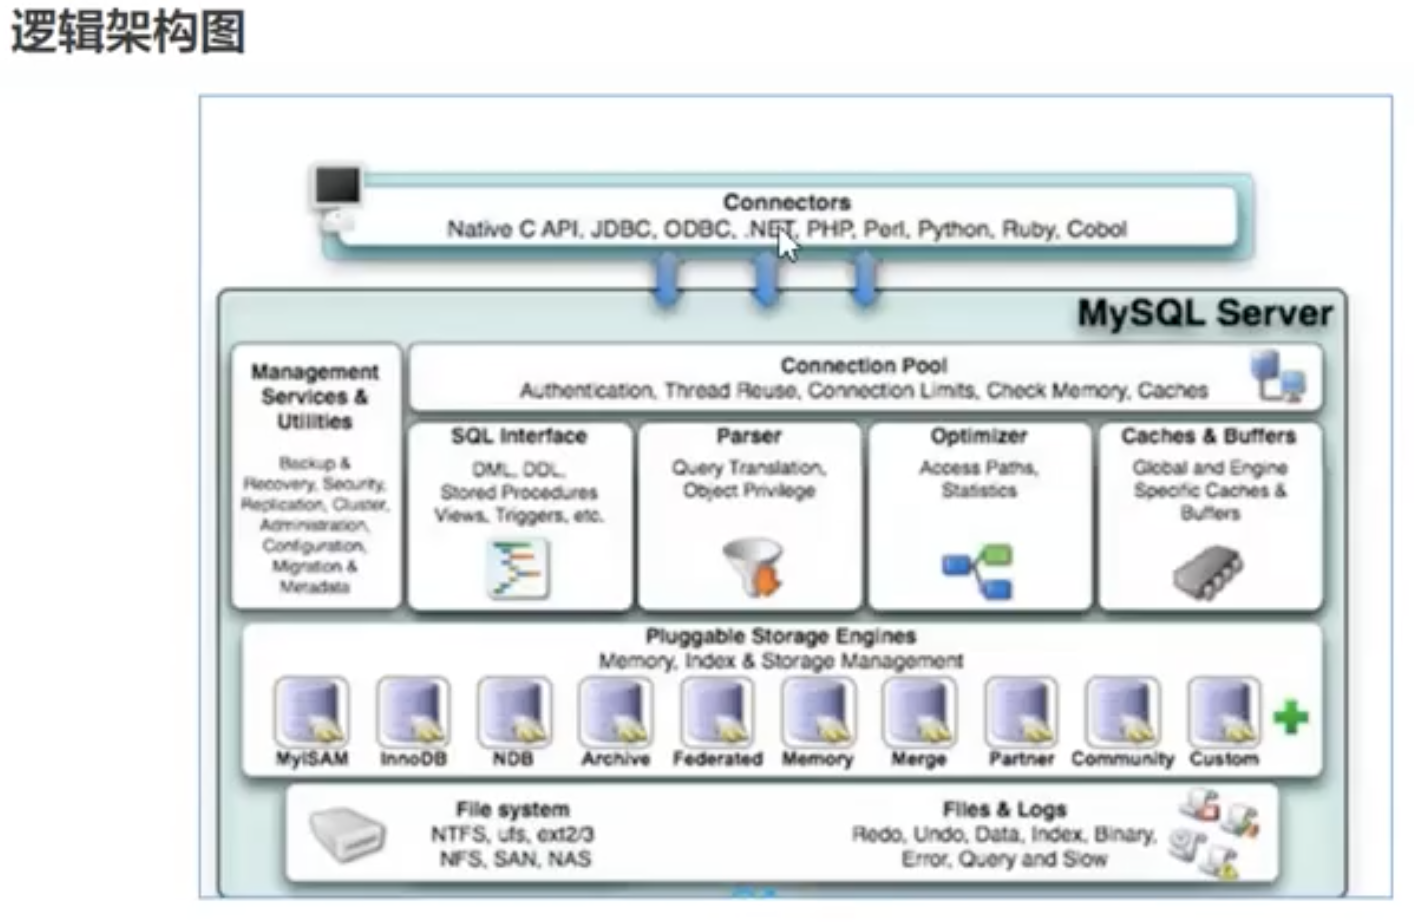 逻辑架构图
Connectors
Native C API, JDBC, ODBC, .NET, PHP, Perl, Python, Ruby, Cobol
MySQL Server
Management
Services &
Utilities
Backup &
Recovery, Security,
Replication, Cluster,
Administration,
Configuration,
Migration &
Metadata
Connection Pool
Authentication, Thread Reuse, Connection Limits, Check Memory, Caches
SQL Interface
DML, DDL,
Stored Procedures
Views, Triggers, etc.
Parser
Query Translation,
Object Privilege
Optimizer
Access Paths,
Statistics
Caches & Buffers
Global and Engine
Specific Caches &
Buffers
Pluggable Storage Engines
Memory, Index & Storage Management
MyISAM
InnoDB
NDB
Archive
Federated
Memory
Merge
Partner
Community
Custom
File system
NTFS, ufs, ext2/3
NFS, SAN, NAS
Files & Logs
Redo, Undo, Data, Index, Binary,
Error, Query and Slow